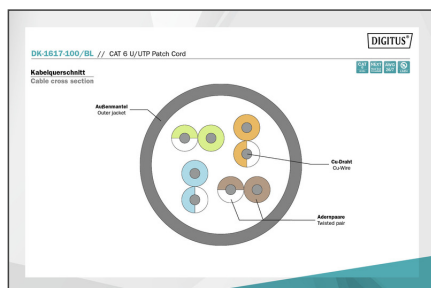 DIGITUS®
DK-1617-100/BL // CAT 6 U/UTP Patch Cord
Kabelquerschnitt
Cable cross section
Außenmantel
Outer jacket
Cu-Draht
Cu-Wire
Adernpaare
Twisted pair